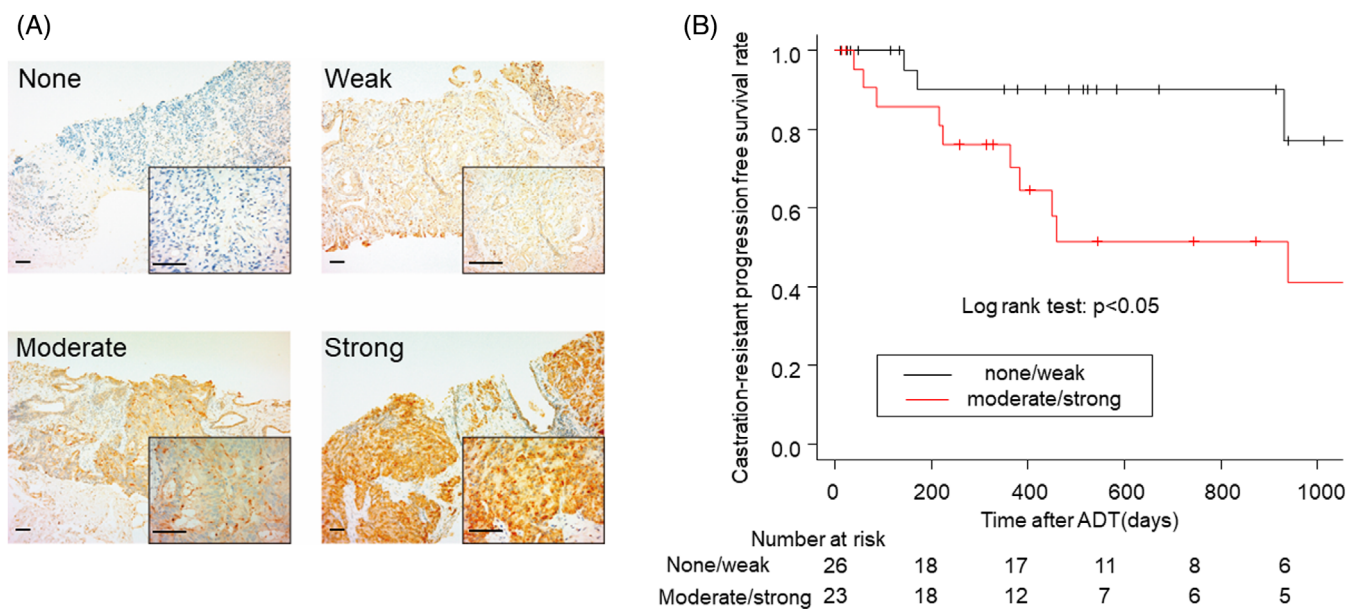 (A)
None
Weak
Moderate
Strong
(B)
Castration-resistant progression free survival rate
1.0
0.8
0.6
0.4
0.2
0.0
Log rank test: p<0.05
none/weak
moderate/strong
0 200 400 600 800 1000
Time after ADT(days)
Number at risk
None/weak 26 18 17 11 8 6
Moderate/strong 23 18 12 7 6 5